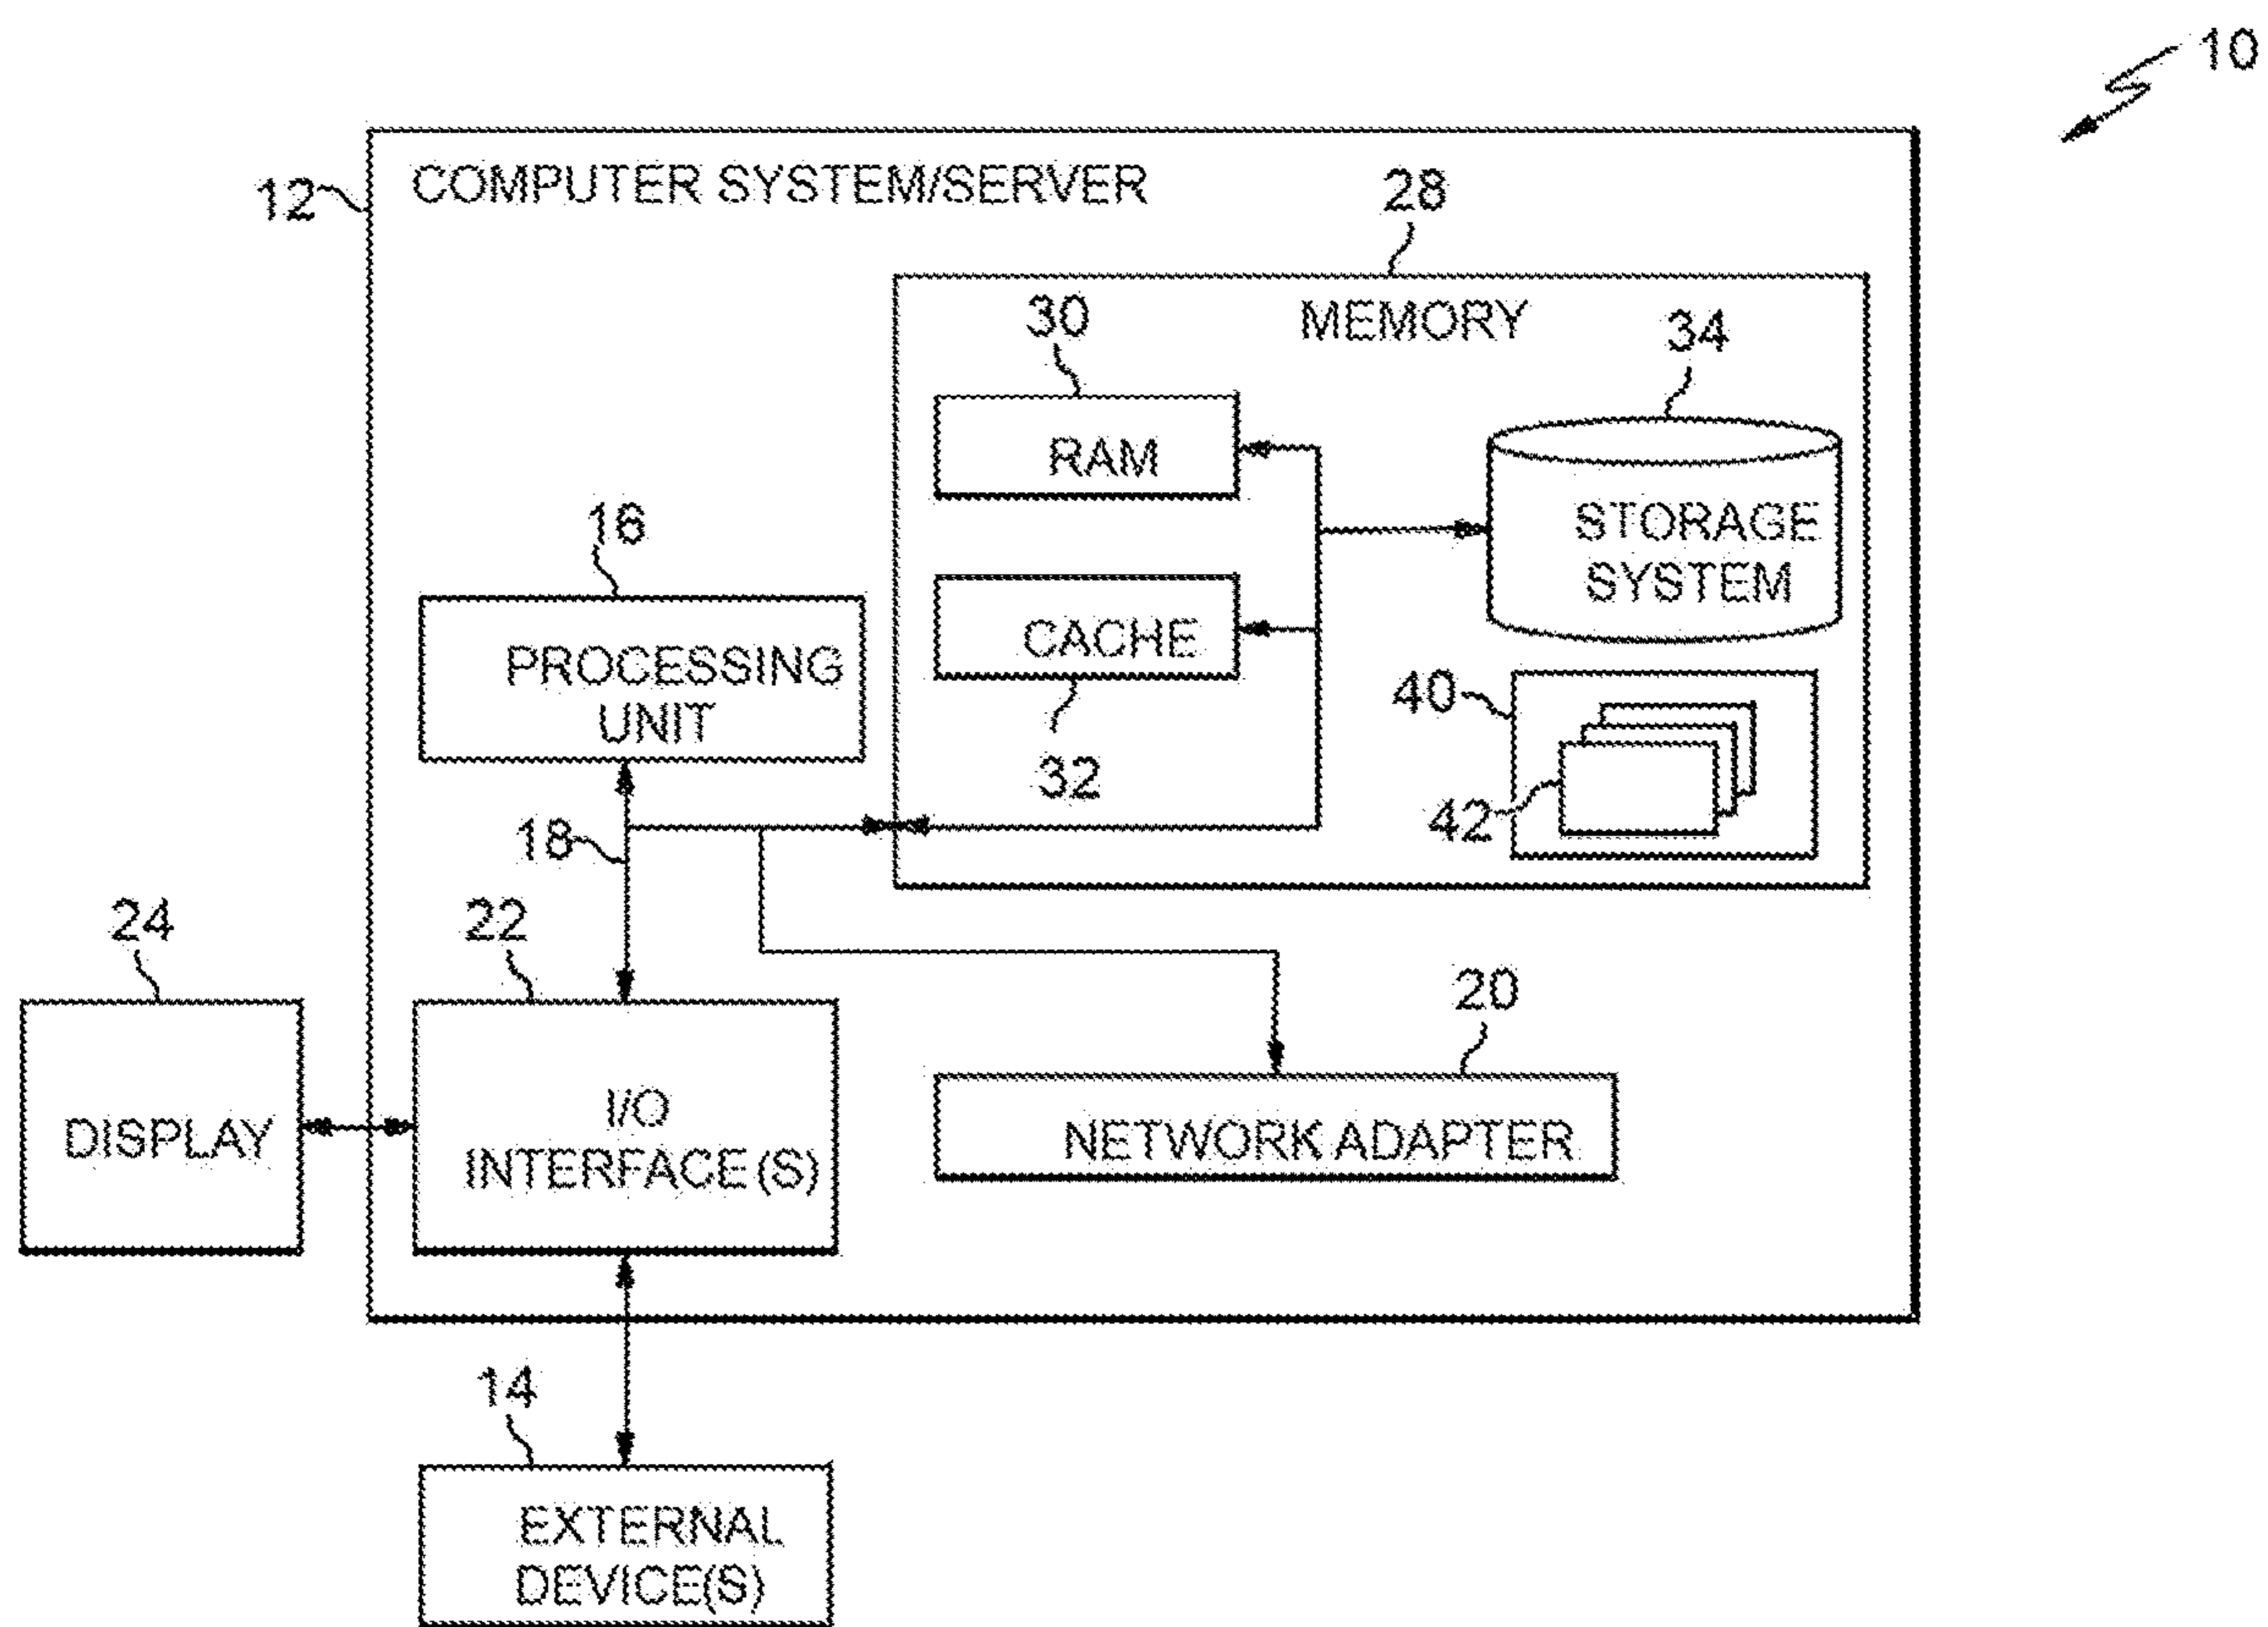 10
12
COMPUTER SYSTEM/SERVER
28
MEMORY
30
34
RAM
STORAGE
SYSTEM
16
PROCESSING
UNIT
CACHE
32
40
42
18
24
22
20
DISPLAY
I/O
INTERFACE(S)
NETWORK ADAPTER
14
EXTERNAL
DEVICE(S)